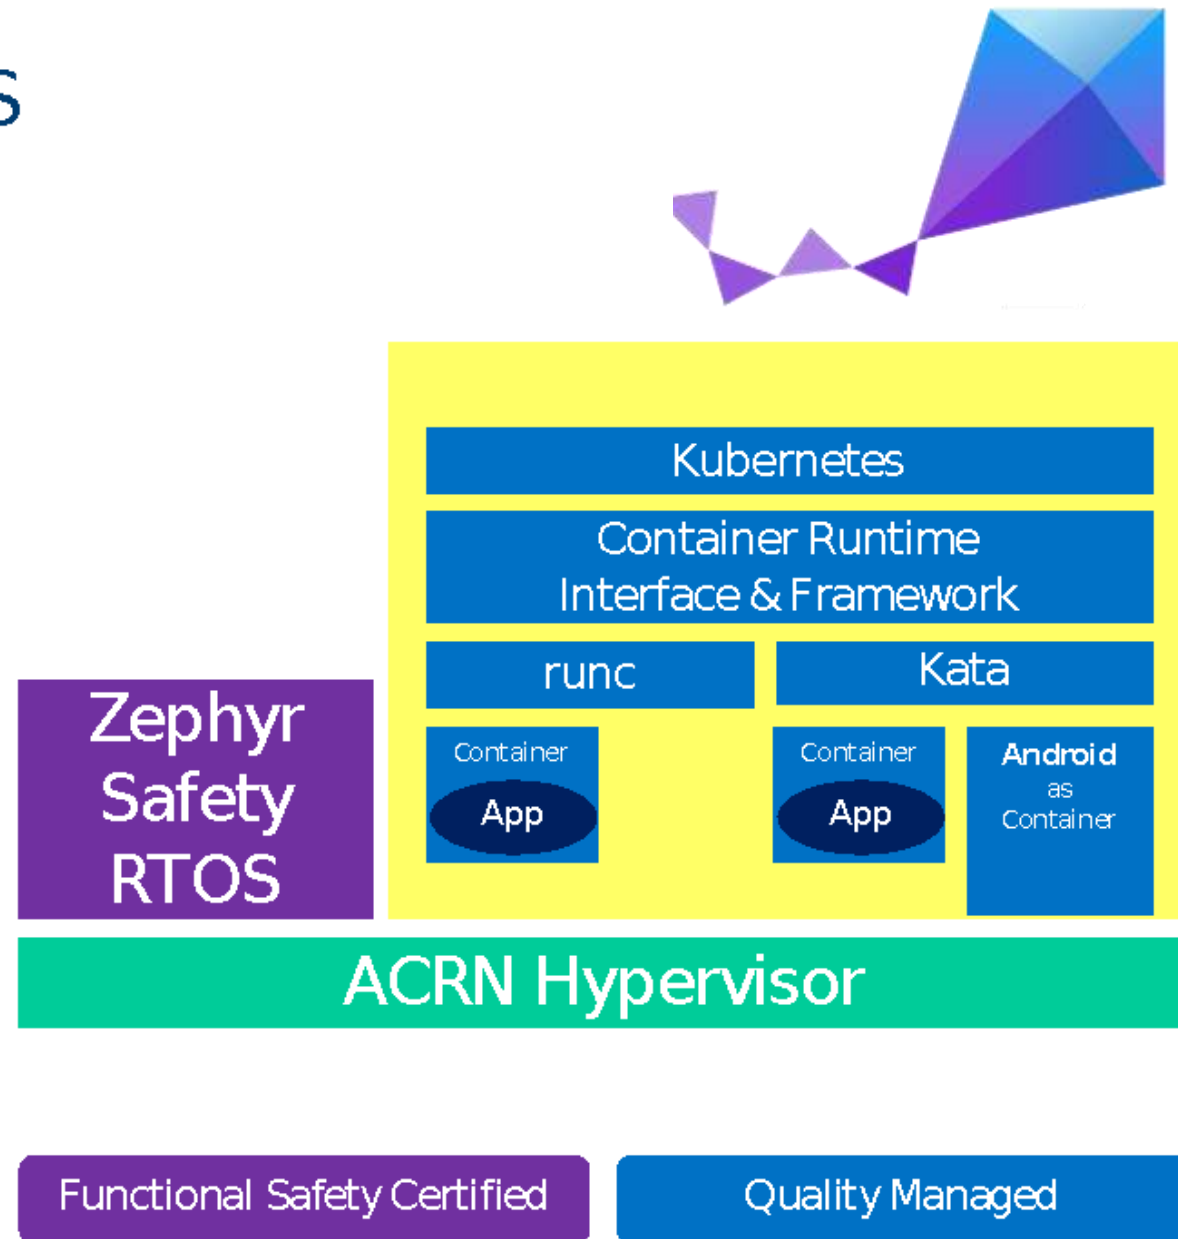 s
Kubernetes
Container Runtime
Interface & Framework
runc
Kata
Zephyr
Safety
RTOS
Container
App
Container
App
Android
as
Container
ACRN Hypervisor
Functional Safety Certified
Quality Managed